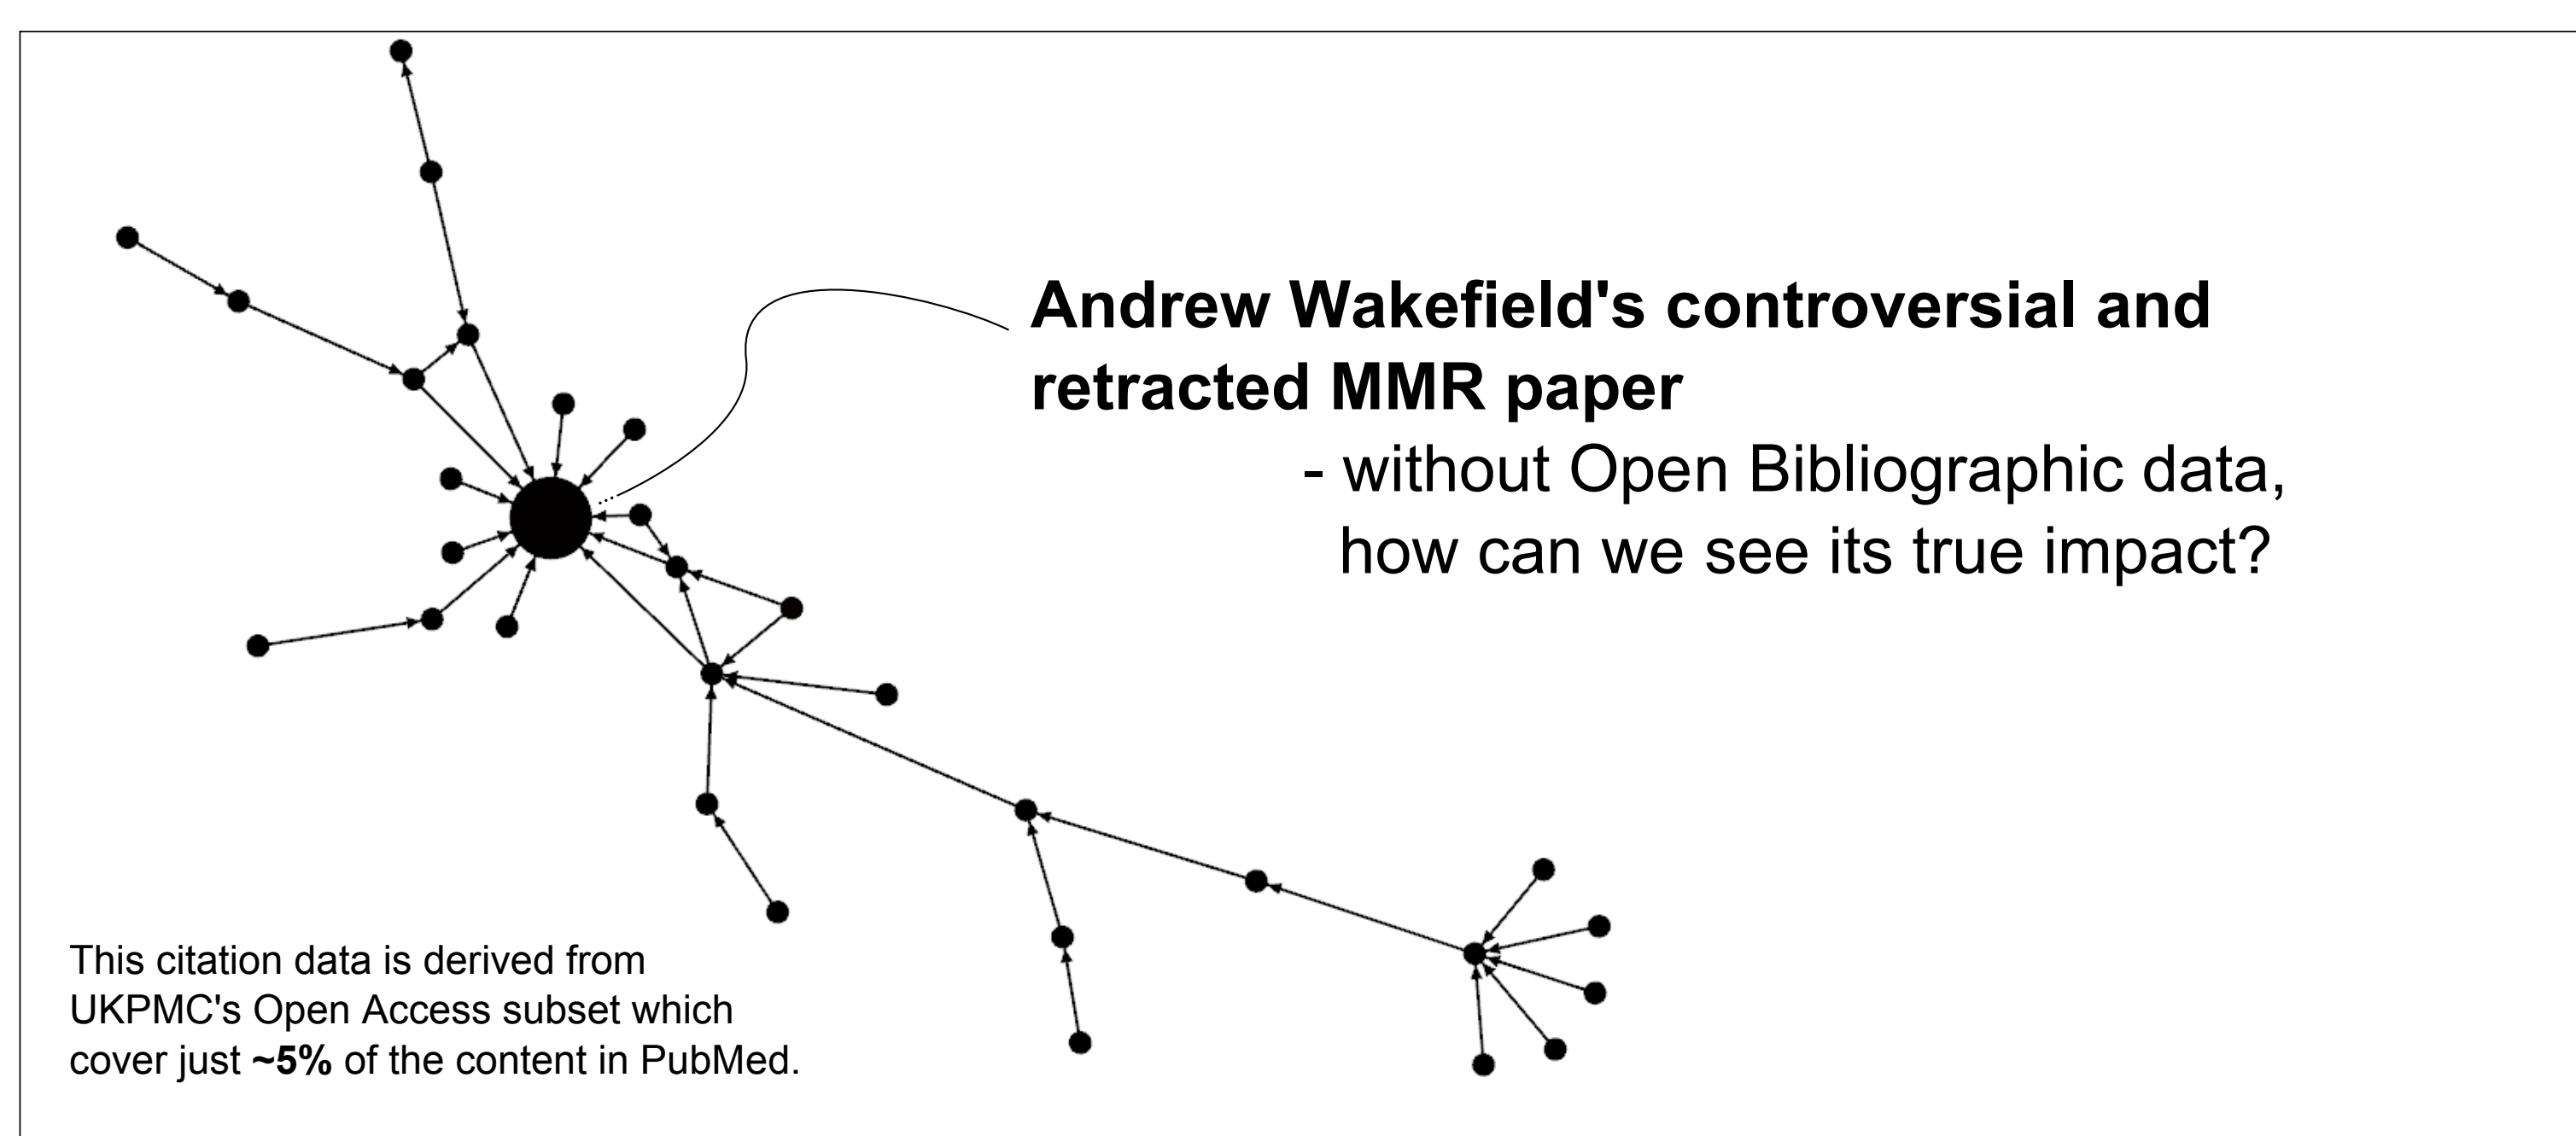 Andrew Wakefield's controversial and
retracted MMR paper
- without Open Bibliographic data,
how can we see its true impact?
This citation data is derived from
UKPMC's Open Access subset which
cover just ~5% of the content in PubMed.